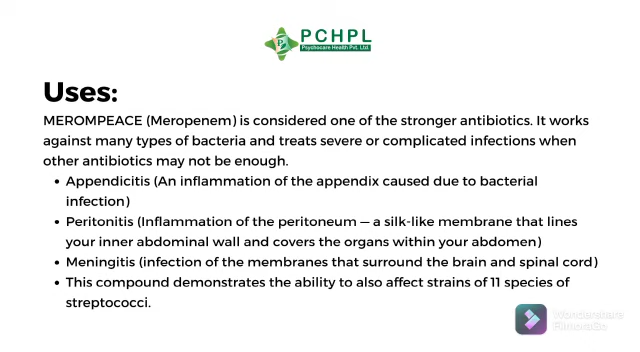 PCHPL
Psychocare Health Pvt. Ltd.
Uses:
MEROMPEACE (Meropenem) is considered one of the stronger antibiotics. It works
against many types of bacteria and treats severe or complicated infections when
other antibiotics may not be enough.
• Appendicitis (An inflammation of the appendix caused due to bacterial
infection)
• Peritonitis (Inflammation of the peritoneum — a silk-like membrane that lines
your inner abdominal wall and covers the organs within your abdomen)
• Meningitis (infection of the membranes that surround the brain and spinal cord)
• This compound demonstrates the ability to also affect strains of 11 species of
streptococci.
Wondershare
FilmoraGo